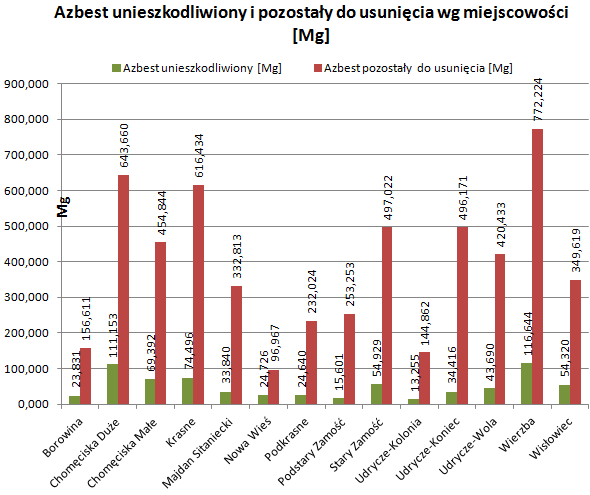 Azbest unieszkodliwiony i pozostały do usunięcia wg miejscowości
[Mg]
Azbest unieszkodliwiony [Mg]
Azbest pozostały do usunięcia [Mg]
900,000
800,000
700,000
600,000
500,000
400,000
300,000
200,000
100,000
0,000
Mg
23,831
156,611
111,153
643,660
69,392
454,844
74,496
616,434
33,840
332,813
24,726
96,967
24,640
232,024
15,601
253,253
54,929
497,022
13,255
144,862
34,416
496,171
43,690
420,433
116,644
772,224
54,320
349,619
Borowina
Chomęciska Duże
Chomęciska Małe
Krasne
Majdan Sitaniecki
Nowa Wieś
Podkrasne
Podstary Zamość
Stary Zamość
Udrycze-Kolonia
Udrycze-Koniec
Udrycze-Wola
Wierzba
Wisłowiec